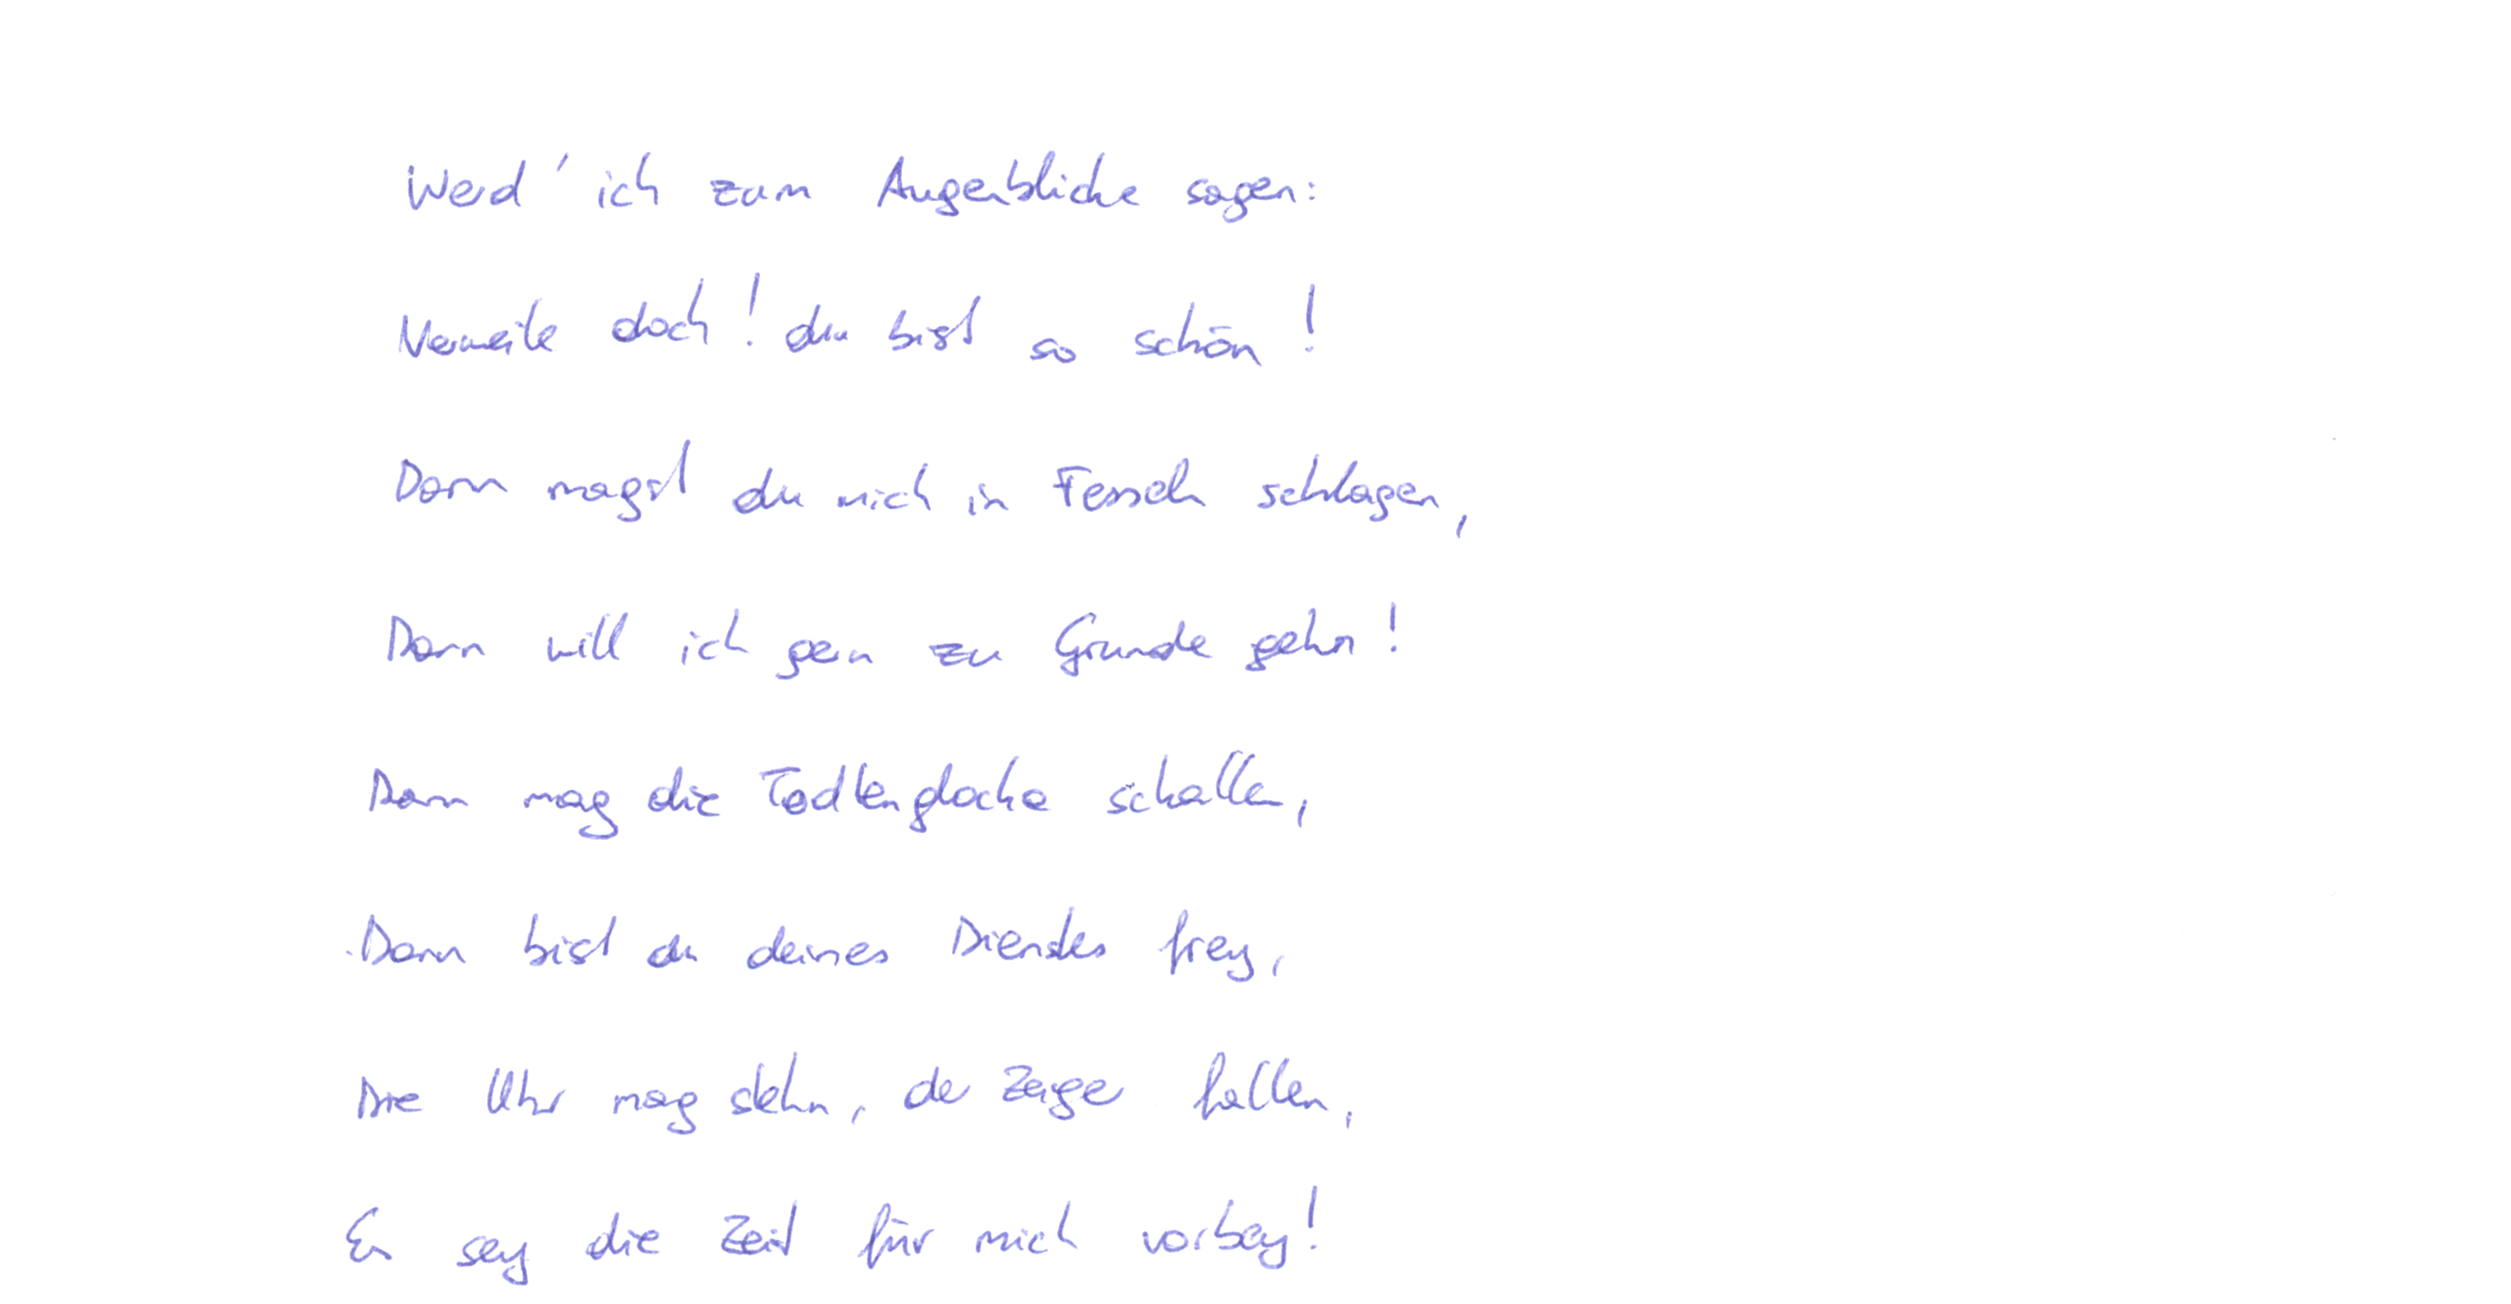 Werd' ich zum Augenblicke sagen:
Verweile doch! du bist so schön!
Dann magst du mich in Fesseln schlagen,
Dann will ich gern zu Grunde gehn!
Dann mag die Todtenglocke schallen,
Dann bist du deines Dienstes frey,
Die Uhr mag stehn, der Zeiger fallen,
Es sey die Zeit für mich vorbey!